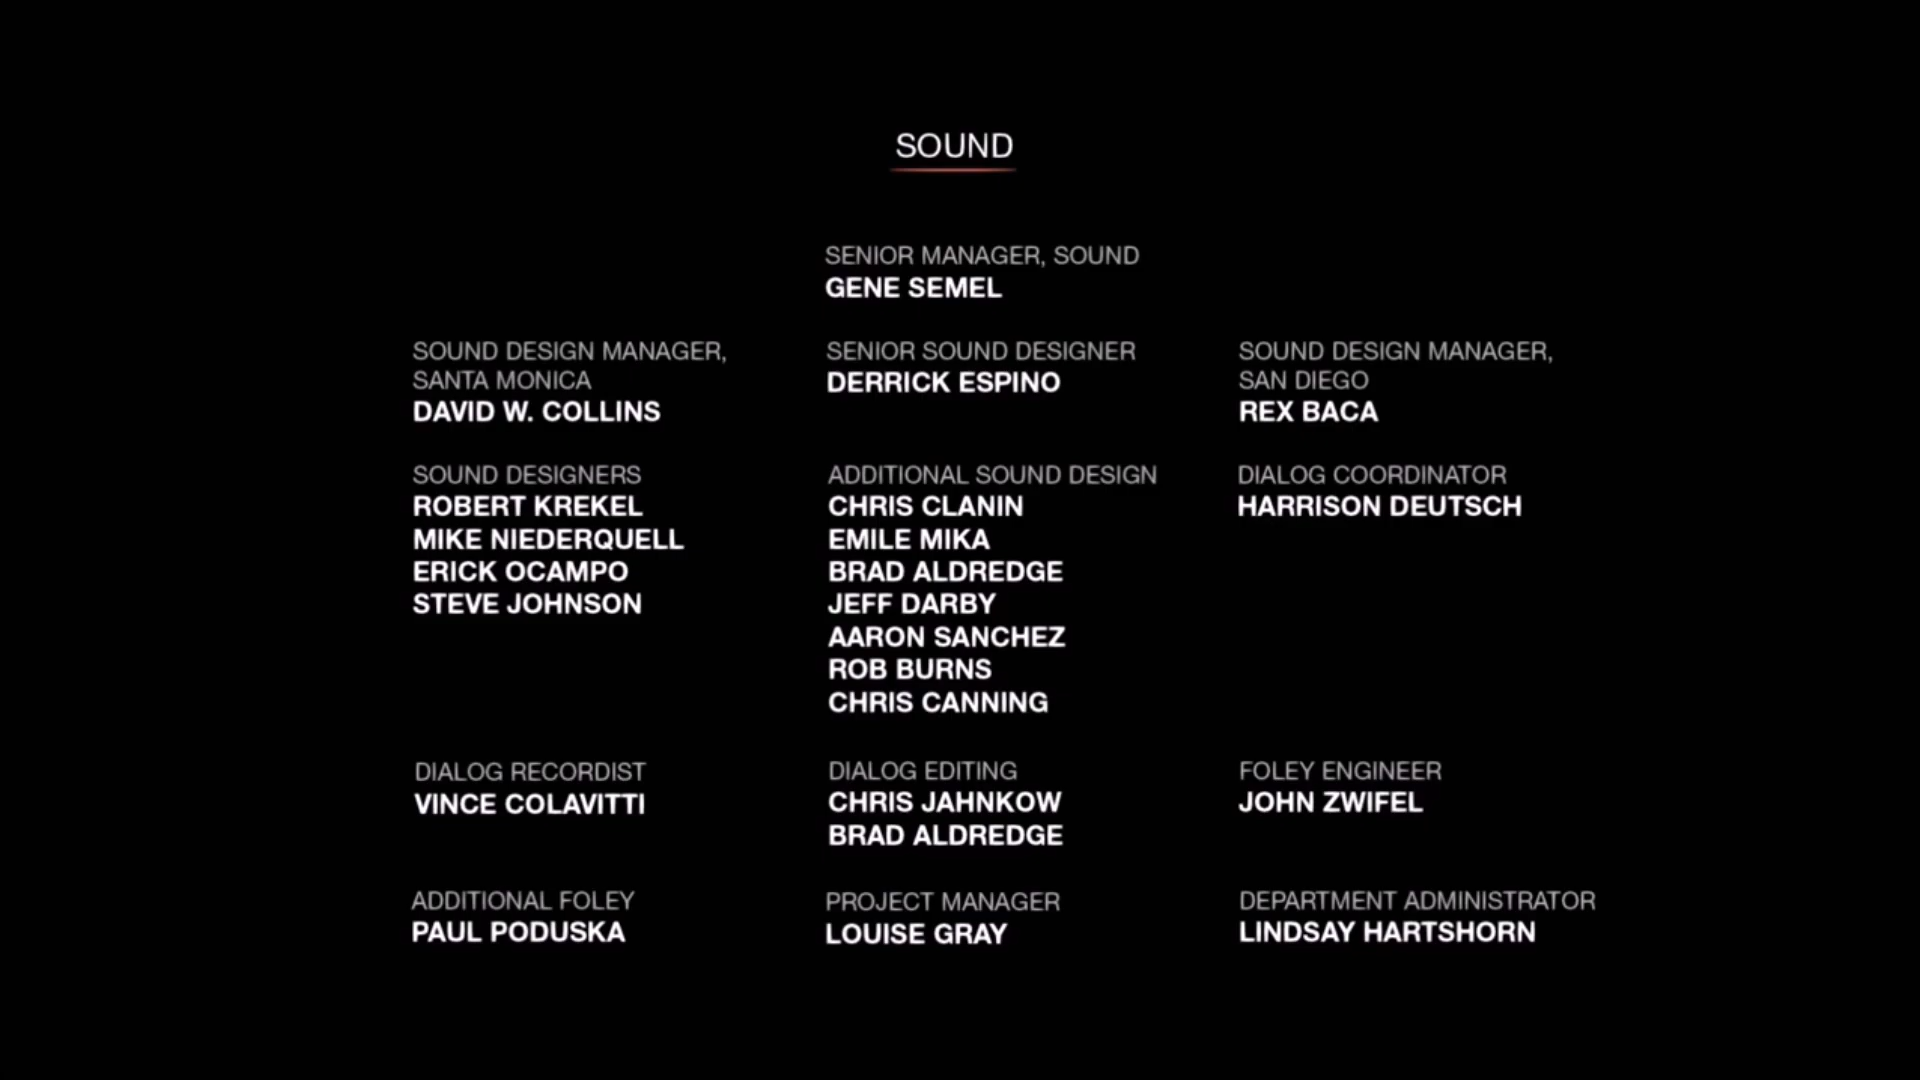 SOUND
SENIOR MANAGER, SOUND
GENE SEMEL
SOUND DESIGN MANAGER,
SANTA MONICA
DAVID W. COLLINS
SENIOR SOUND DESIGNER
DERRICK ESPINO
SOUND DESIGN MANAGER,
SAN DIEGO
REX BACA
SOUND DESIGNERS
ROBERT KREKEL
MIKE NIEDERQUELL
ERICK OCAMPO
STEVE JOHNSON
ADDITIONAL SOUND DESIGN
CHRIS CLANIN
EMILE MIKA
BRAD ALDREDGE
JEFF DARBY
AARON SANCHEZ
ROB BURNS
CHRIS CANNING
DIALOG COORDINATOR
HARRISON DEUTSCH
DIALOG RECORDIST
VINCE COLAVITTI
DIALOG EDITING
CHRIS JAHNKOW
BRAD ALDREDGE
FOLEY ENGINEER
JOHN ZWIFEL
ADDITIONAL FOLEY
PAUL PODUSKA
PROJECT MANAGER
LOUISE GRAY
DEPARTMENT ADMINISTRATOR
LINDSAY HARTSHORN